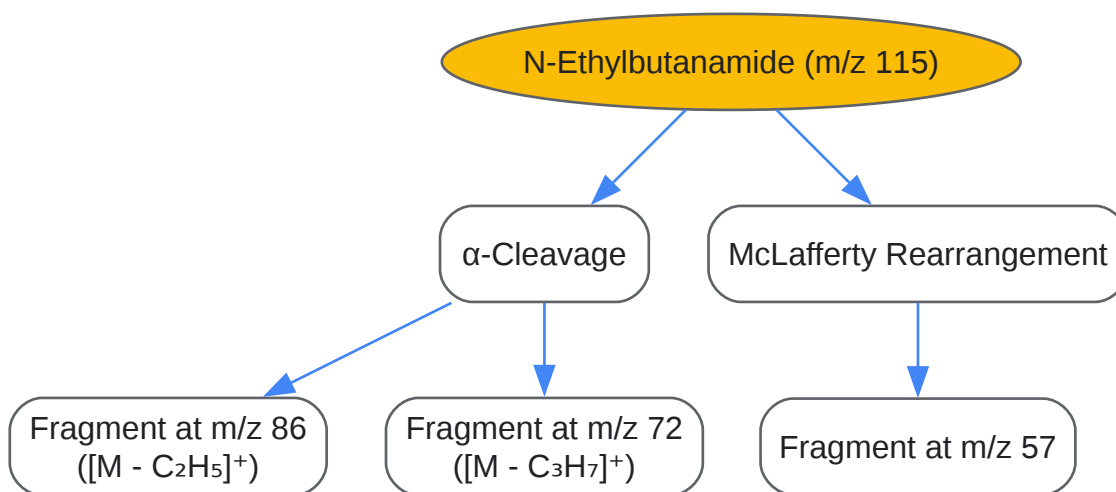 N-Ethylbutanamide (m/z 115)
α-Cleavage
McLafferty Rearrangement
Fragment at m/z 86
([M - C₂H₅]⁺)
Fragment at m/z 72
([M - C₃H₇]⁺)
Fragment at m/z 57